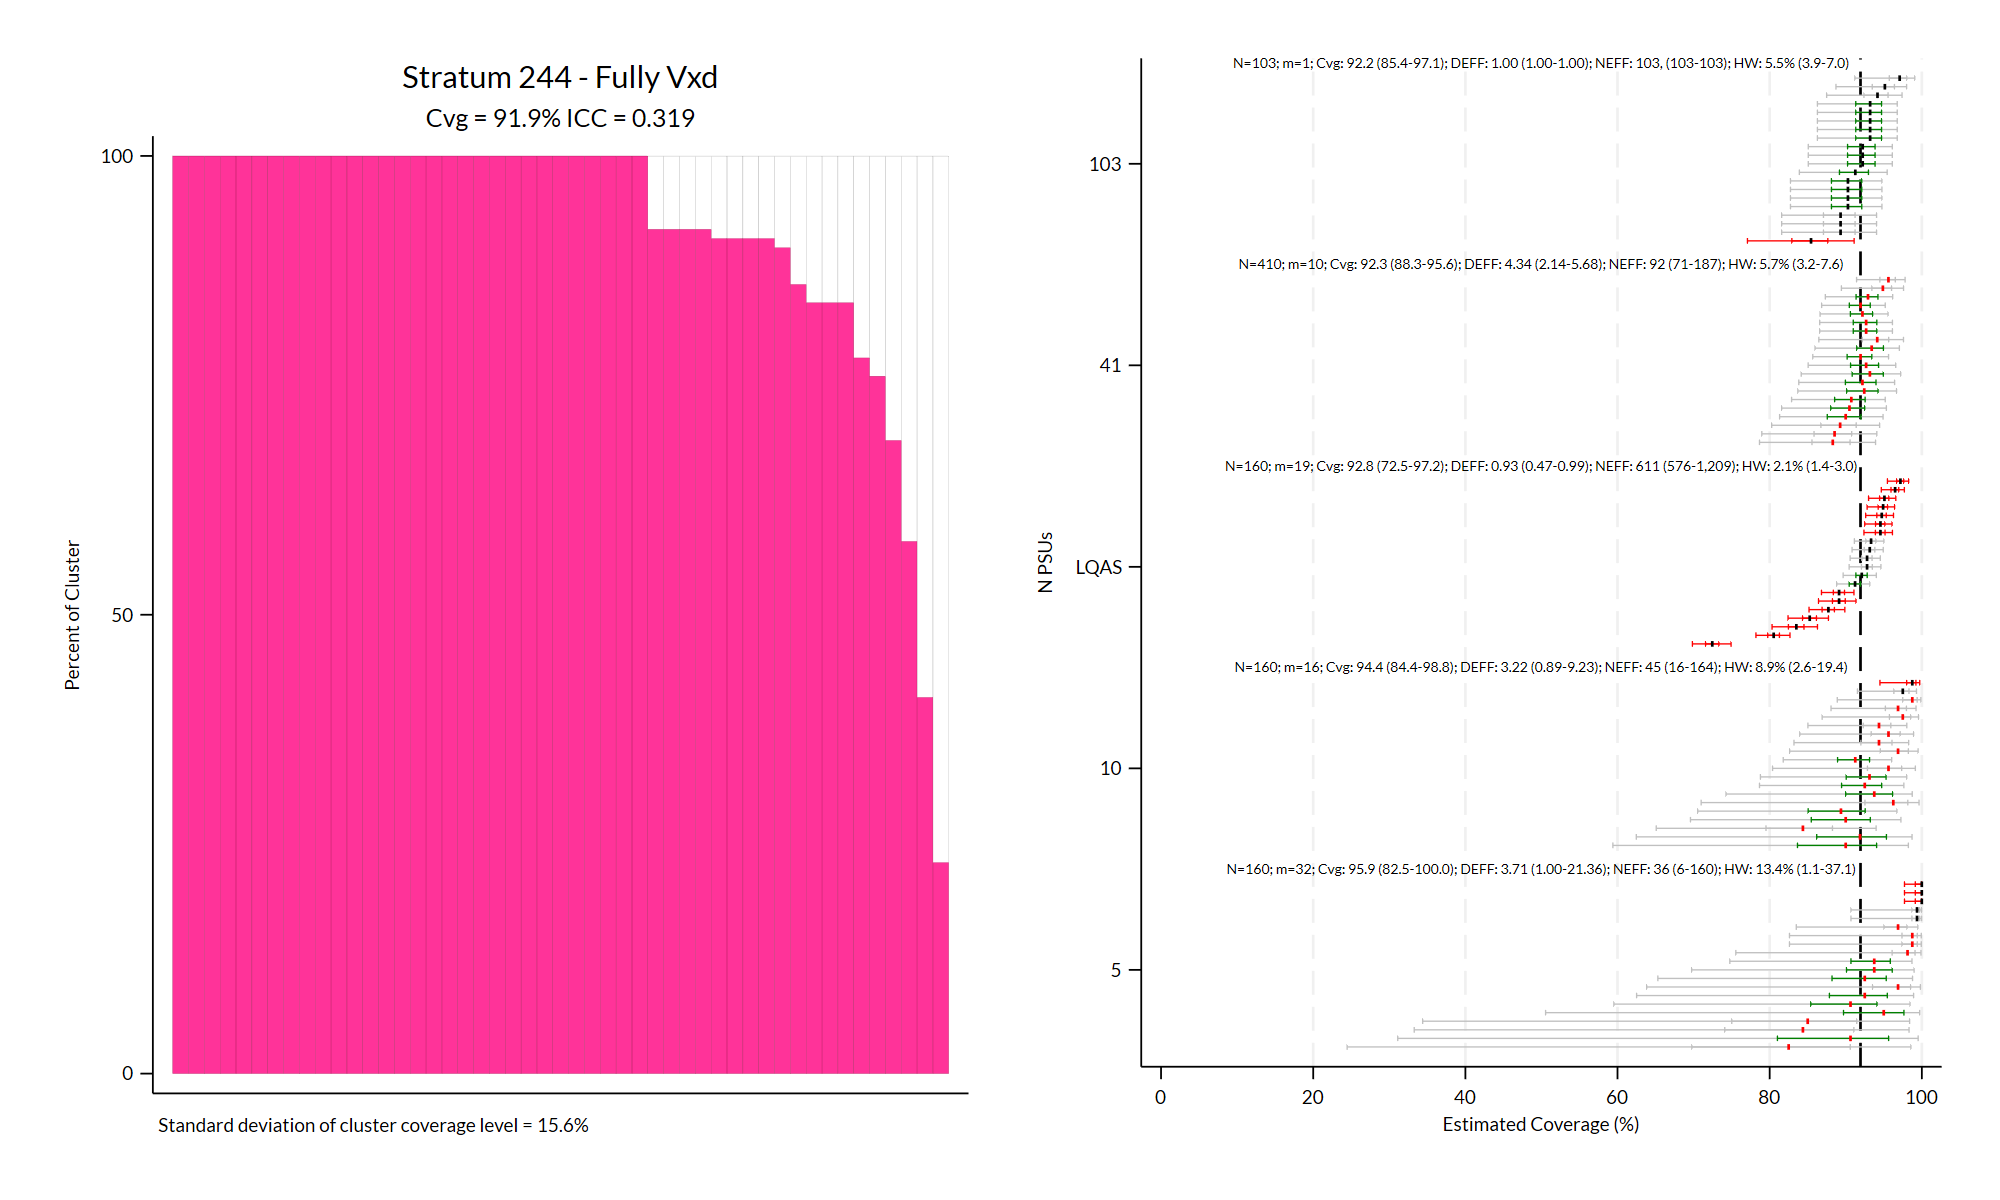 Stratum 244 - Fully Vxd
Cvg = 91.9% ICC = 0.319
100
50
0
Percent of Cluster
Standard deviation of cluster coverage level = 15.6%
N=103; m=1; Cvg: 92.2 (85.4-97.1); DEFF: 1.00 (1.00-1.00); NEFF: 103, (103-103); HW: 5.5% (3.9-7.0)
103
N=410; m=10; Cvg: 92.3 (88.3-95.6); DEFF: 4.34 (2.14-5.68); NEFF: 92 (71-187); HW: 5.7% (3.2-7.6)
41
N=160; m=19; Cvg: 92.8 (72.5-97.2); DEFF: 0.93 (0.47-0.99); NEFF: 611 (576-1,209); HW: 2.1% (1.4-3.0)
LQAS
N=160; m=16; Cvg: 94.4 (84.4-98.8); DEFF: 3.22 (0.89-9.23); NEFF: 45 (16-164); HW: 8.9% (2.6-19.4)
10
N=160; m=32; Cvg: 95.9 (82.5-100.0); DEFF: 3.71 (1.00-21.36); NEFF: 36 (6-160); HW: 13.4% (1.1-37.1)
5
N PSUs
0 20 40 60 80 100
Estimated Coverage (%)